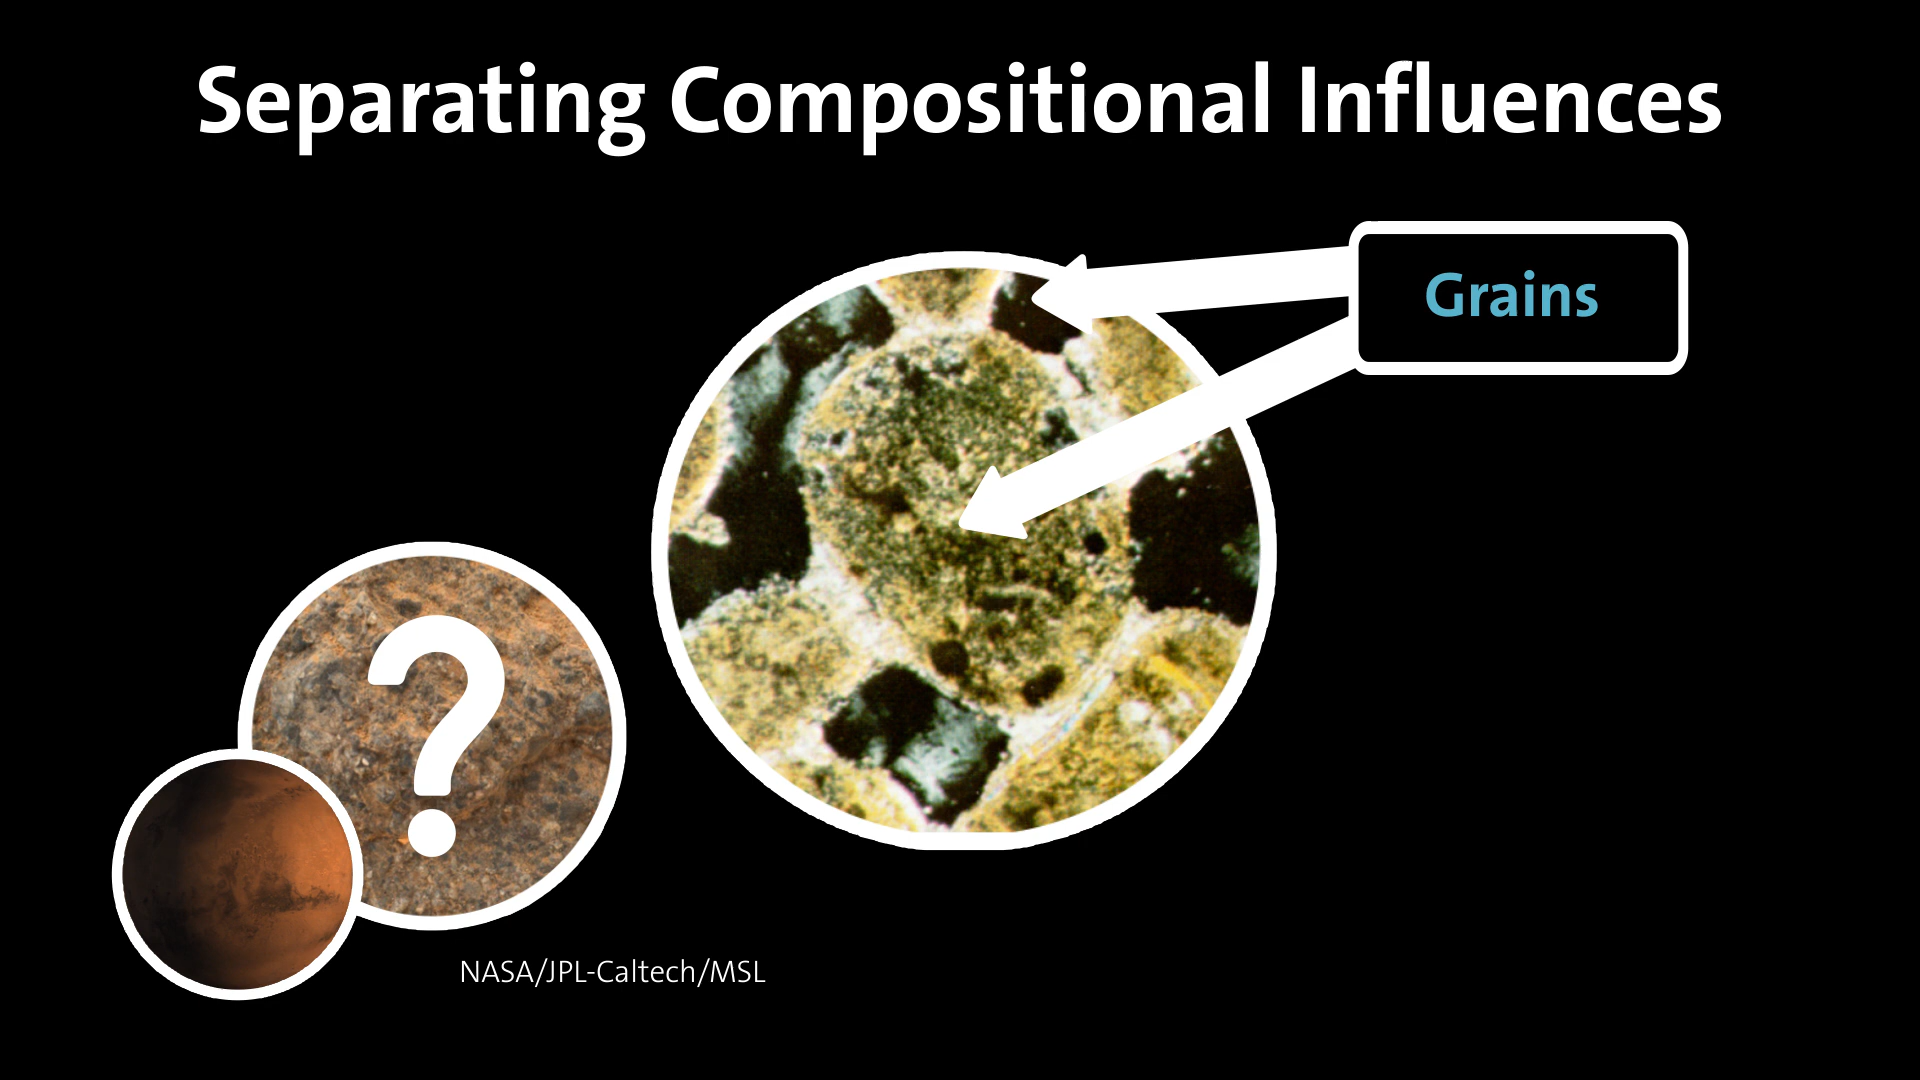 Separating Compositional Influences
Grains
?
NASA/JPL-Caltech/MSL